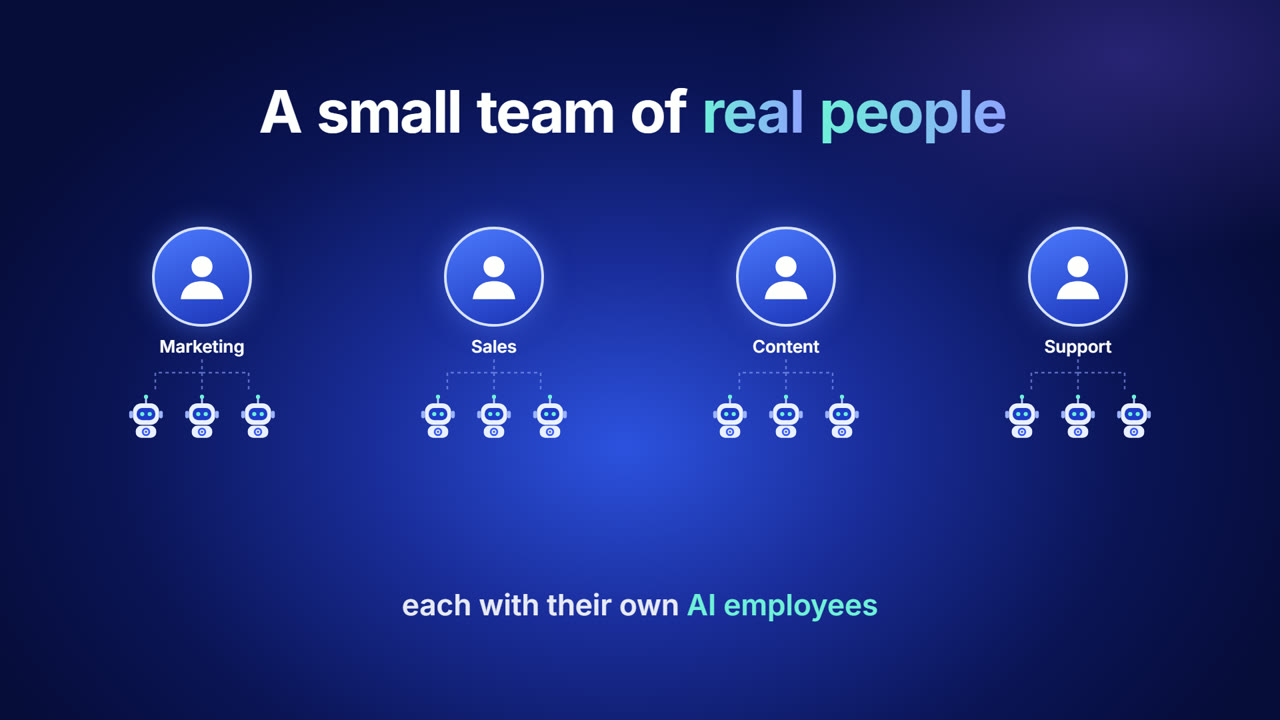 A small team of real people
Marketing
Sales
Content
Support
each with their own AI employees